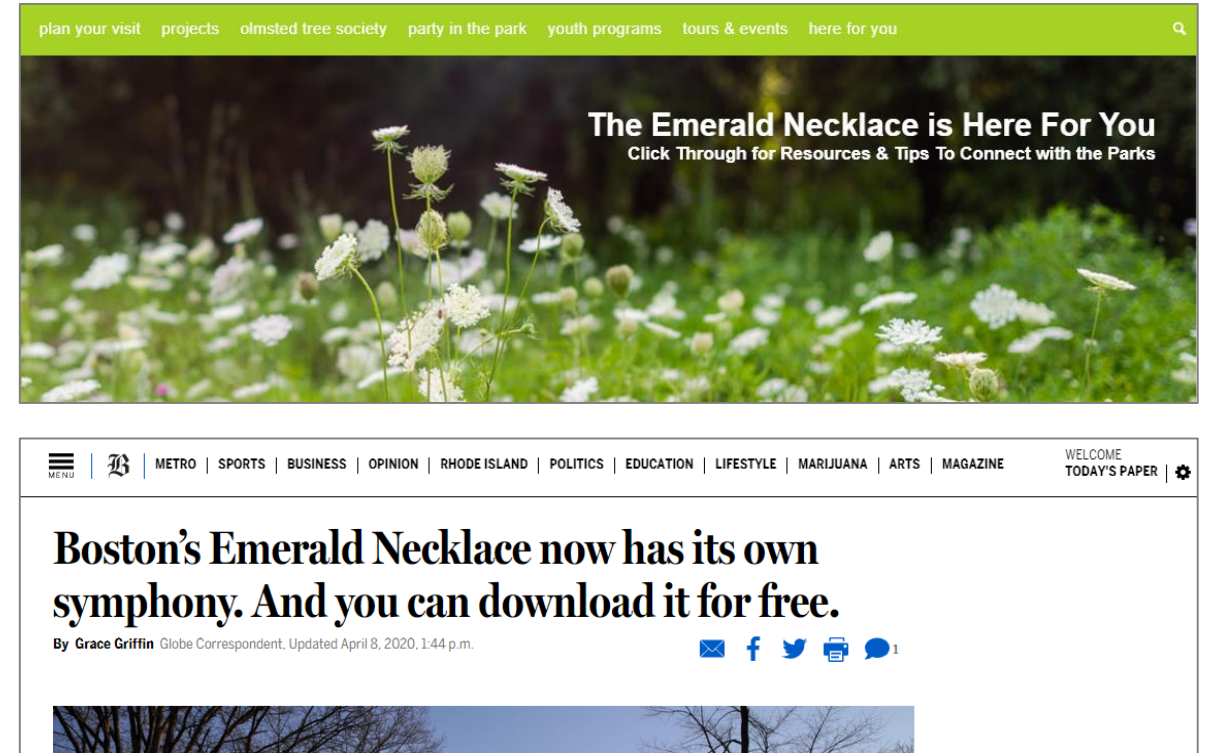 plan your visit projects olmsted tree society party in the park youth programs tours & events here for you
The Emerald Necklace is Here For You
Click Through for Resources & Tips To Connect with the Parks
MENU | B | METRO | SPORTS | BUSINESS | OPINION | RHODE ISLAND | POLITICS | EDUCATION | LIFESTYLE | MARIJUANA | ARTS | MAGAZINE
WELCOME
TODAY'S PAPER |
Boston’s Emerald Necklace now has its own
symphony. And you can download it for free.
By Grace Griffin Globe Correspondent, Updated April 8, 2020, 1:44 p.m.
1